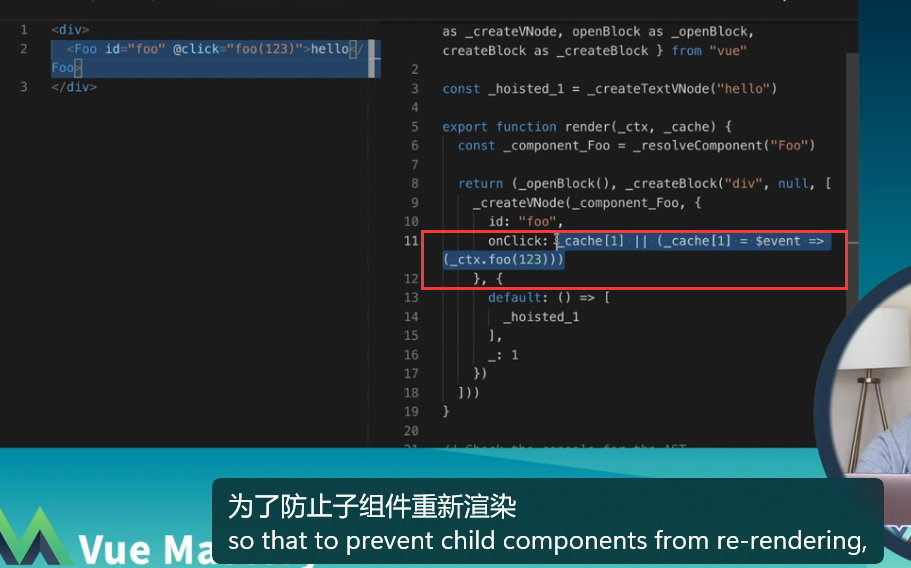 1 <div>
2 <Foo id="foo" @click="foo(123)">hello</
Foo>
3 </div>
as _createVNode, openBlock as _openBlock,
createBlock as _createBlock } from "vue"
2
3 const _hoisted_1 = _createTextVNode("hello")
4
5 export function render(_ctx, _cache) {
6 const _component_Foo = _resolveComponent("Foo")
7
8 return (_openBlock(), _createBlock("div", null, [
9 _createVNode(_component_Foo, {
10 id: "foo",
11 onClick: _cache[1] || (_cache[1] = $event =>
(_ctx.foo(123)))
12 }, {
13 default: () => [
14 _hoisted_1
15 ],
16 _: 1
17 })
18 ]))
19 }
20
为了防止子组件重新渲染
so that to prevent child components from re-rendering,
Vue